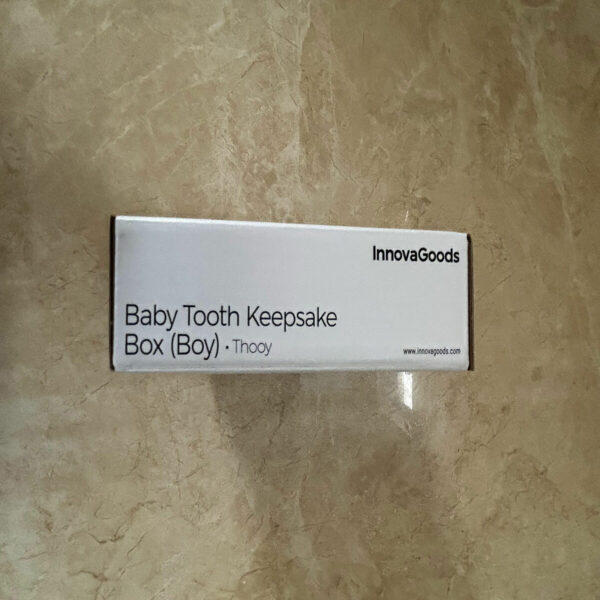 InnovaGoods
Baby Tooth Keepsake
Box (Boy) • Thooy
www.innovagoods.com